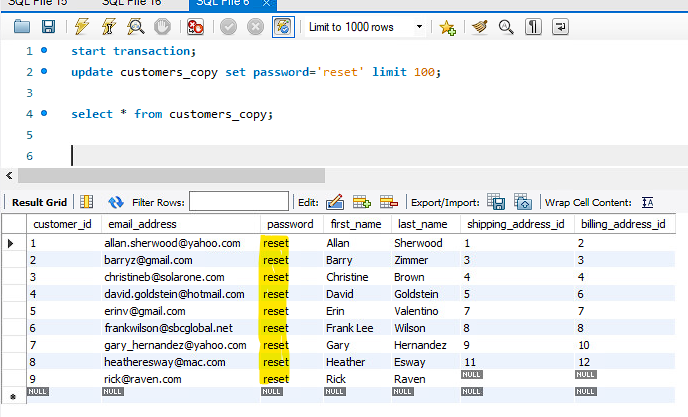 SQL File 15 SQL File 16 SQL File 6
Limit to 1000 rows
1 start transaction;
2 update customers_copy set password='reset' limit 100;
3
4 select * from customers_copy;
5
6
Result Grid Filter Rows: Edit: Export/Import: Wrap Cell Content: IA
customer_id email_address password first_name last_name shipping_address_id billing_address_id
1 allan.sherwood@yahoo.com reset Allan Sherwood 1 2
2 barryz@gmail.com reset Barry Zimmer 3 3
3 christineb@solarone.com reset Christine Brown 4 4
4 david.goldstein@hotmail.com reset David Goldstein 5 6
5 erinv@gmail.com reset Erin Valentino 7 7
6 frankwilson@sbcglobal.net reset Frank Lee Wilson 8 8
7 gary_hernandez@yahoo.com reset Gary Hernandez 9 10
8 heatheresway@mac.com reset Heather Esway 11 12
9 rick@raven.com reset Rick Raven NULL NULL
NULL NULL NULL NULL NULL NULL NULL